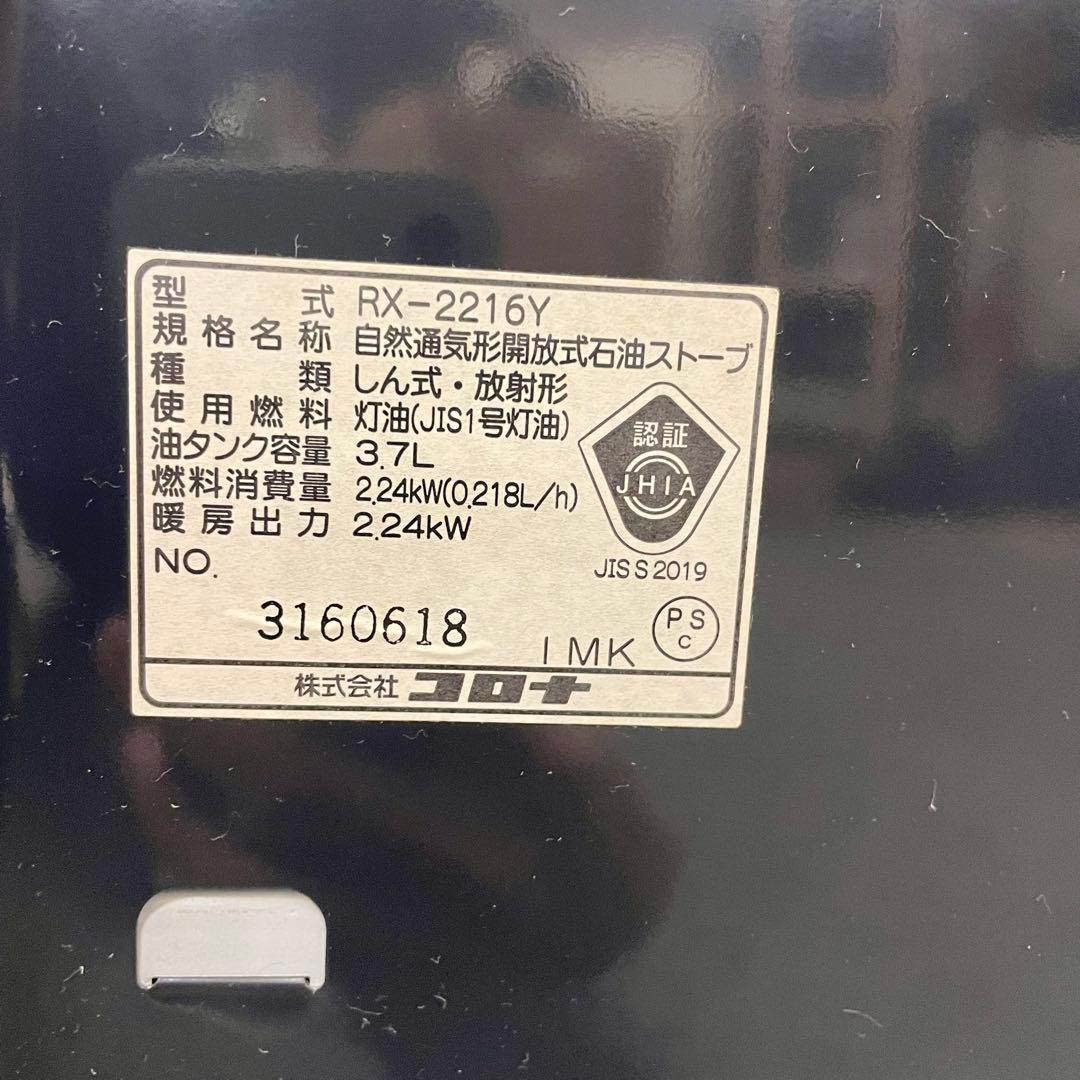 型式 RX-2216Y
規格名称 自然通気形開放式石油ストーブ
種類 しん式・放射形
使用燃料 灯油(JIS1号灯油)
油タンク容量 3.7L
燃料消費量 2.24kW(0.218L/h)
暖房出力 2.24kW
認証
JHIA
JIS S 2019
NO.
3160618
IMK
PS
C
株式会社コロナ